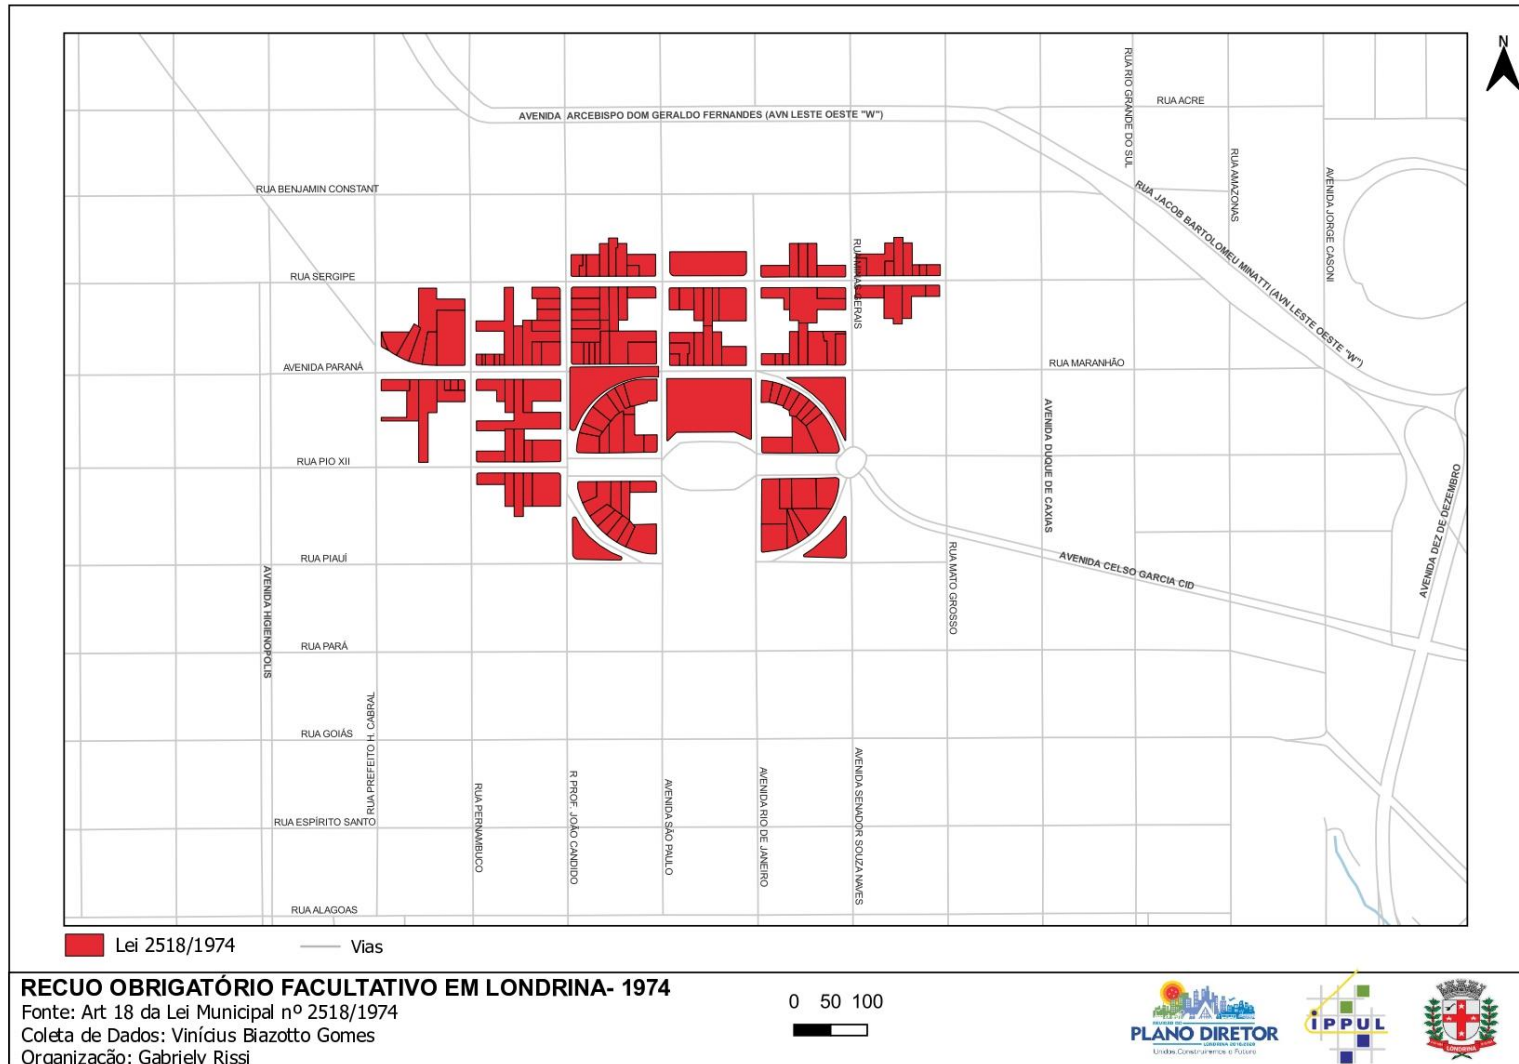 N
RUA RIO GRANDE DO SUL
RUA ACRE
AVENIDA ARCEBISPO DOM GERALDO FERNANDES (AVN LESTE OESTE "W")
RUA AMAZONAS
AVENIDA JORGE CASONI
RUA BENJAMIN CONSTANT
RUA JACOB BARTOLOMEU MINATTI (AVN LESTE OESTE "W")
RUA MINAS GERAIS
RUA SERGIPE
AVENIDA PARANÁ
RUA MARANHÃO
AVENIDA DUQUE DE CAXIAS
RUA PIO XII
AVENIDA DEZ DE DEZEMBRO
RUA PIAUÍ
RUA MATO GROSSO
AVENIDA CELSO GARCIA CID
AVENIDA HIGIENOPOLIS
RUA PARÁ
RUA PREFEITO H. CABRAL
RUA GOIÁS
RUA PERNAMBUCO
R PROF. JOÃO CANDIDO
AVENIDA SÃO PAULO
AVENIDA RIO DE JANEIRO
AVENIDA SENADOR SOUZA NAVES
RUA ESPÍRITO SANTO
RUA ALAGOAS
Lei 2518/1974
Vias
RECUO OBRIGATÓRIO FACULTATIVO EM LONDRINA- 1974
Fonte: Art 18 da Lei Municipal nº 2518/1974
Coleta de Dados: Vinícius Biazotto Gomes
Organização: Gabriely Rissi
0 50 100
PLANO DIRETOR
Unidos, Construiremos o Futuro
iPPUL
LONDRINA